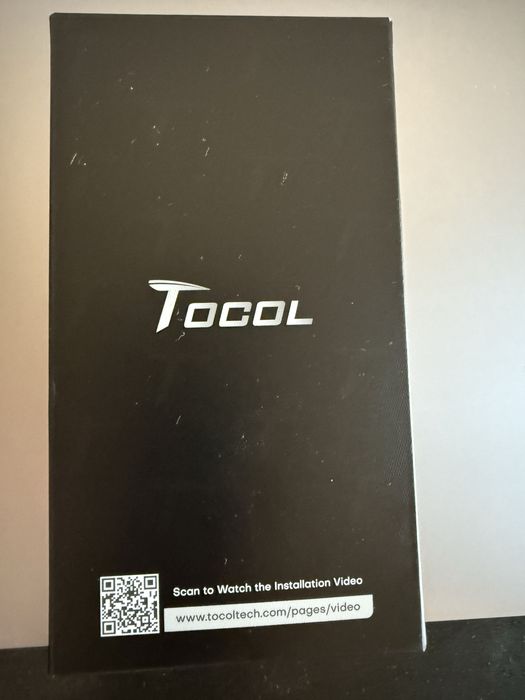 TOCOL
Scan to Watch the Installation Video
www.tocoltech.com/pages/video